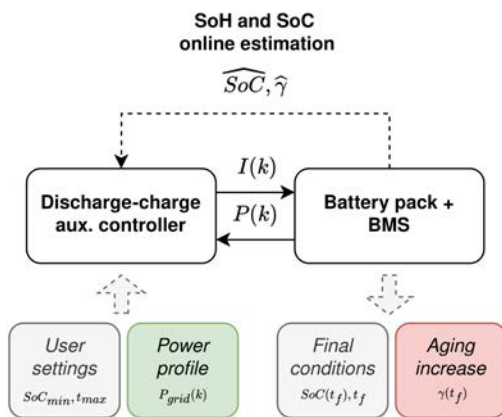 SoH and SoC
online estimation
$\widehat{SoC}, \widehat{\gamma}$
I(k)
Discharge-charge
aux. controller
P(k)
Battery pack +
BMS
User
settings
SoC_{min}, t_{max}
Power
profile
P_{grid}(k)
Final
conditions
SoC(t_f), t_f
Aging
increase
γ(t_f)